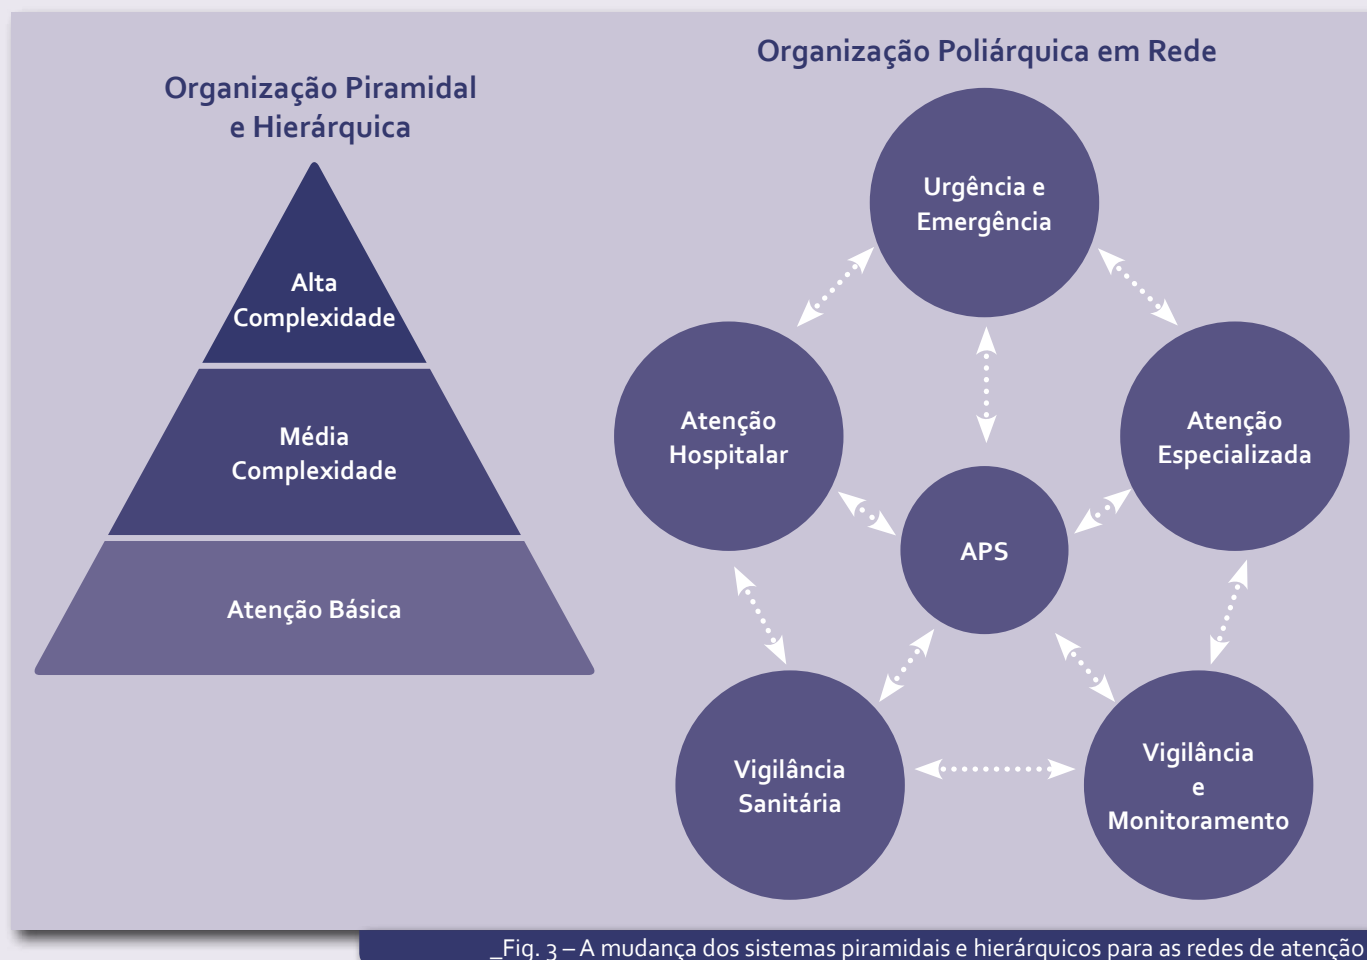 Organização Piramidal
e Hierárquica
Alta
Complexidade
Média
Complexidade
Atenção Básica
Organização Poliárquica em Rede
Urgência e
Emergência
Atenção
Hospitalar
Atenção
Especializada
APS
Vigilância
Sanitária
Vigilância
e
Monitoramento
_Fig. 3 – A mudança dos sistemas piramidais e hierárquicos para as redes de atenção